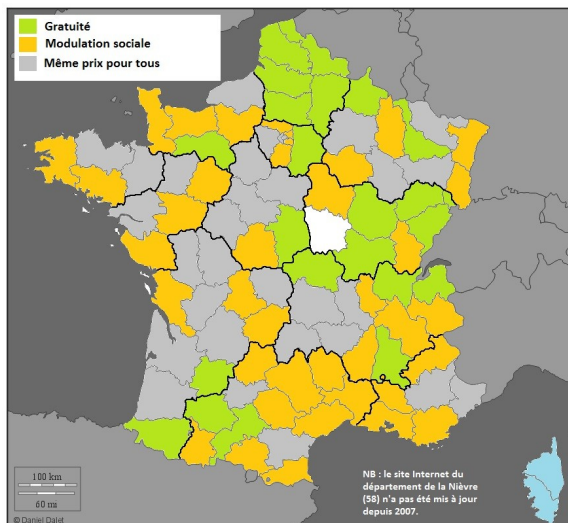 Gratuité
Modulation sociale
Même prix pour tous
NB : le site Internet du
département de la Nièvre
(58) n'a pas été mis à jour
depuis 2007.
100 km
60 mi
© Daniel Dalet